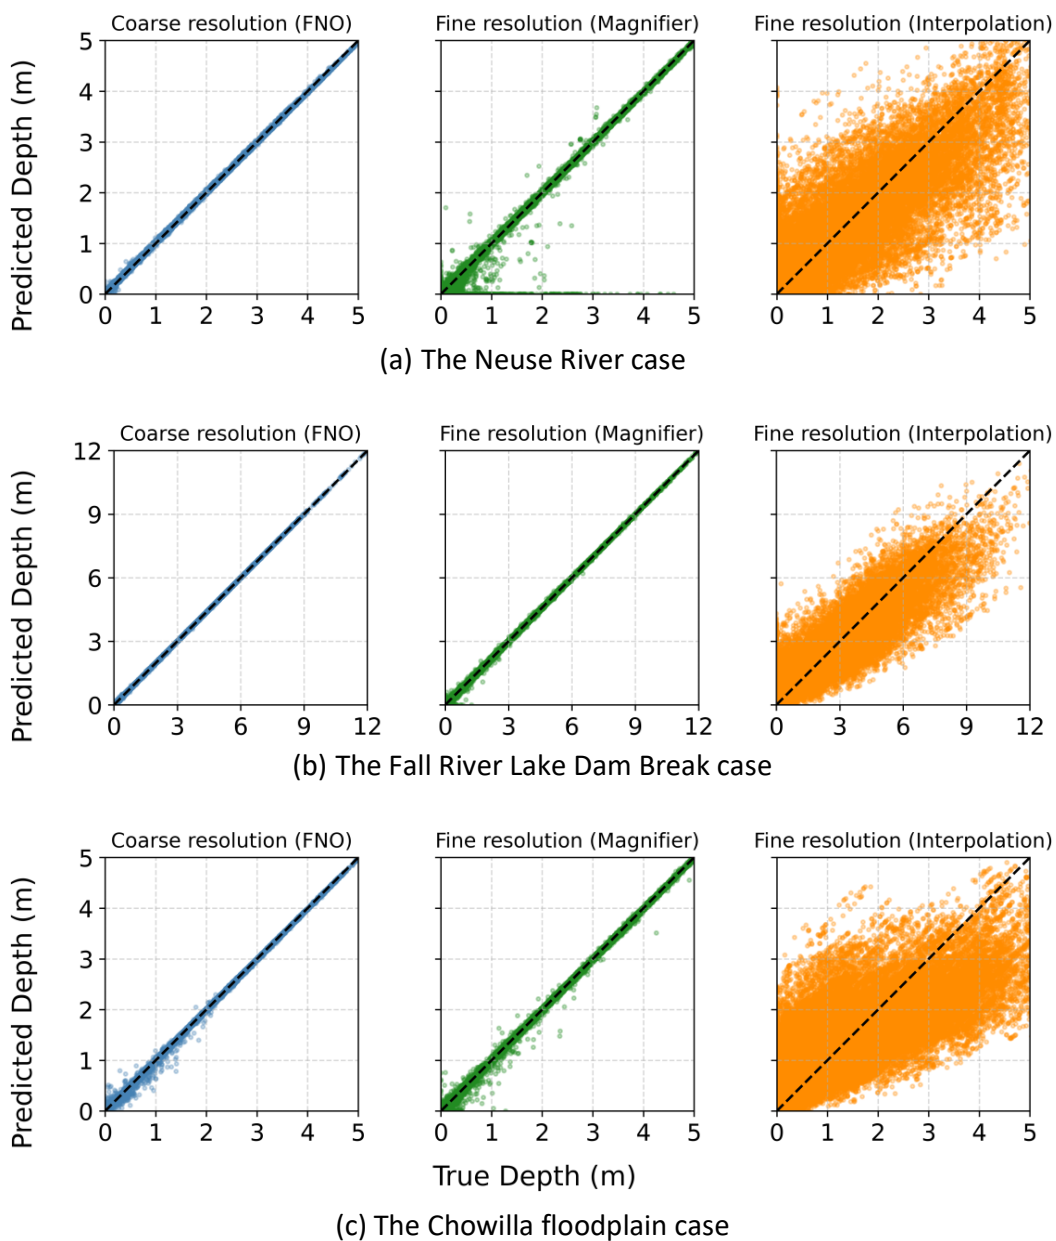 Coarse resolution (FNO) Fine resolution (Magnifier) Fine resolution (Interpolation)
Predicted Depth (m)
5
4
3
2
1
0
0 1 2 3 4 5 0 1 2 3 4 5 0 1 2 3 4 5
(a) The Neuse River case
Coarse resolution (FNO) Fine resolution (Magnifier) Fine resolution (Interpolation)
Predicted Depth (m)
12
9
6
3
0
0 3 6 9 12 0 3 6 9 12 0 3 6 9 12
(b) The Fall River Lake Dam Break case
Coarse resolution (FNO) Fine resolution (Magnifier) Fine resolution (Interpolation)
Predicted Depth (m)
5
4
3
2
1
0
0 1 2 3 4 5 0 1 2 3 4 5 0 1 2 3 4 5
True Depth (m)
(c) The Chowilla floodplain case